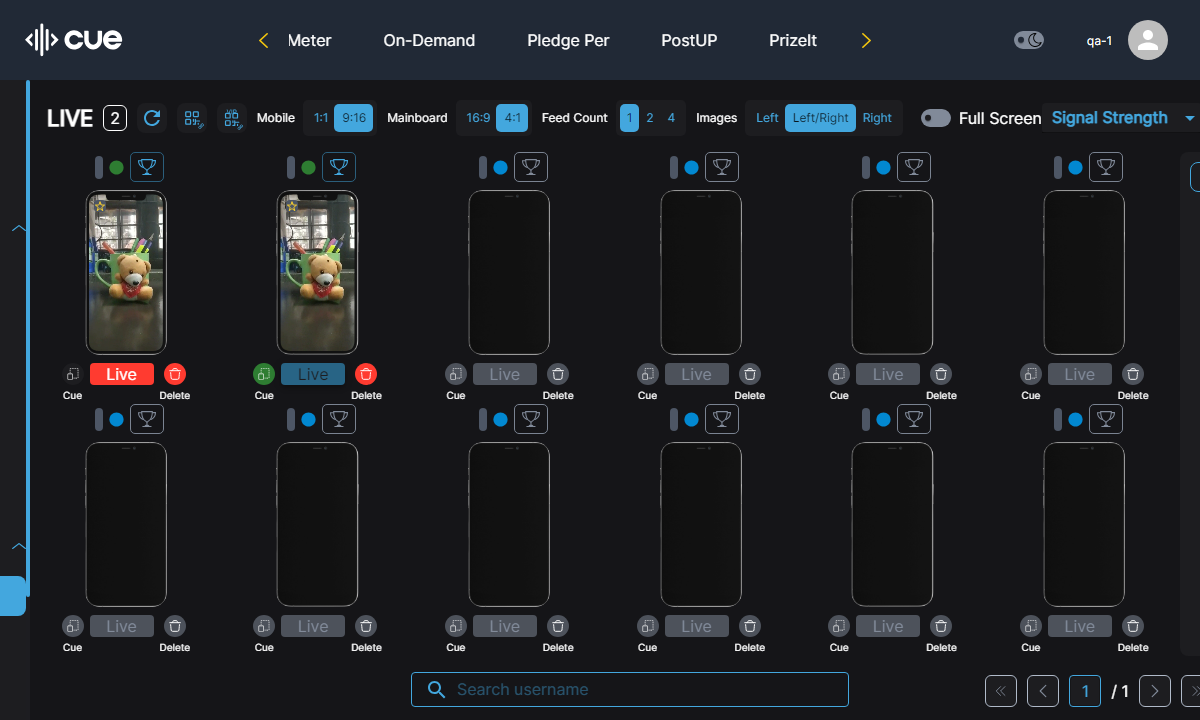 cue
Meter On-Demand Pledge Per PostUP PrizeIt
qa-1
LIVE 2 Mobile 1:1 9:16 Mainboard 16:9 4:1 Feed Count 1 2 4 Images Left Left/Right Right Full Screen Signal Strength
Live Live Live Live Live Live
Cue Delete Cue Delete Cue Delete Cue Delete Cue Delete Cue Delete
Live Live Live Live Live Live
Cue Delete Cue Delete Cue Delete Cue Delete Cue Delete Cue Delete
Search username
1 / 1